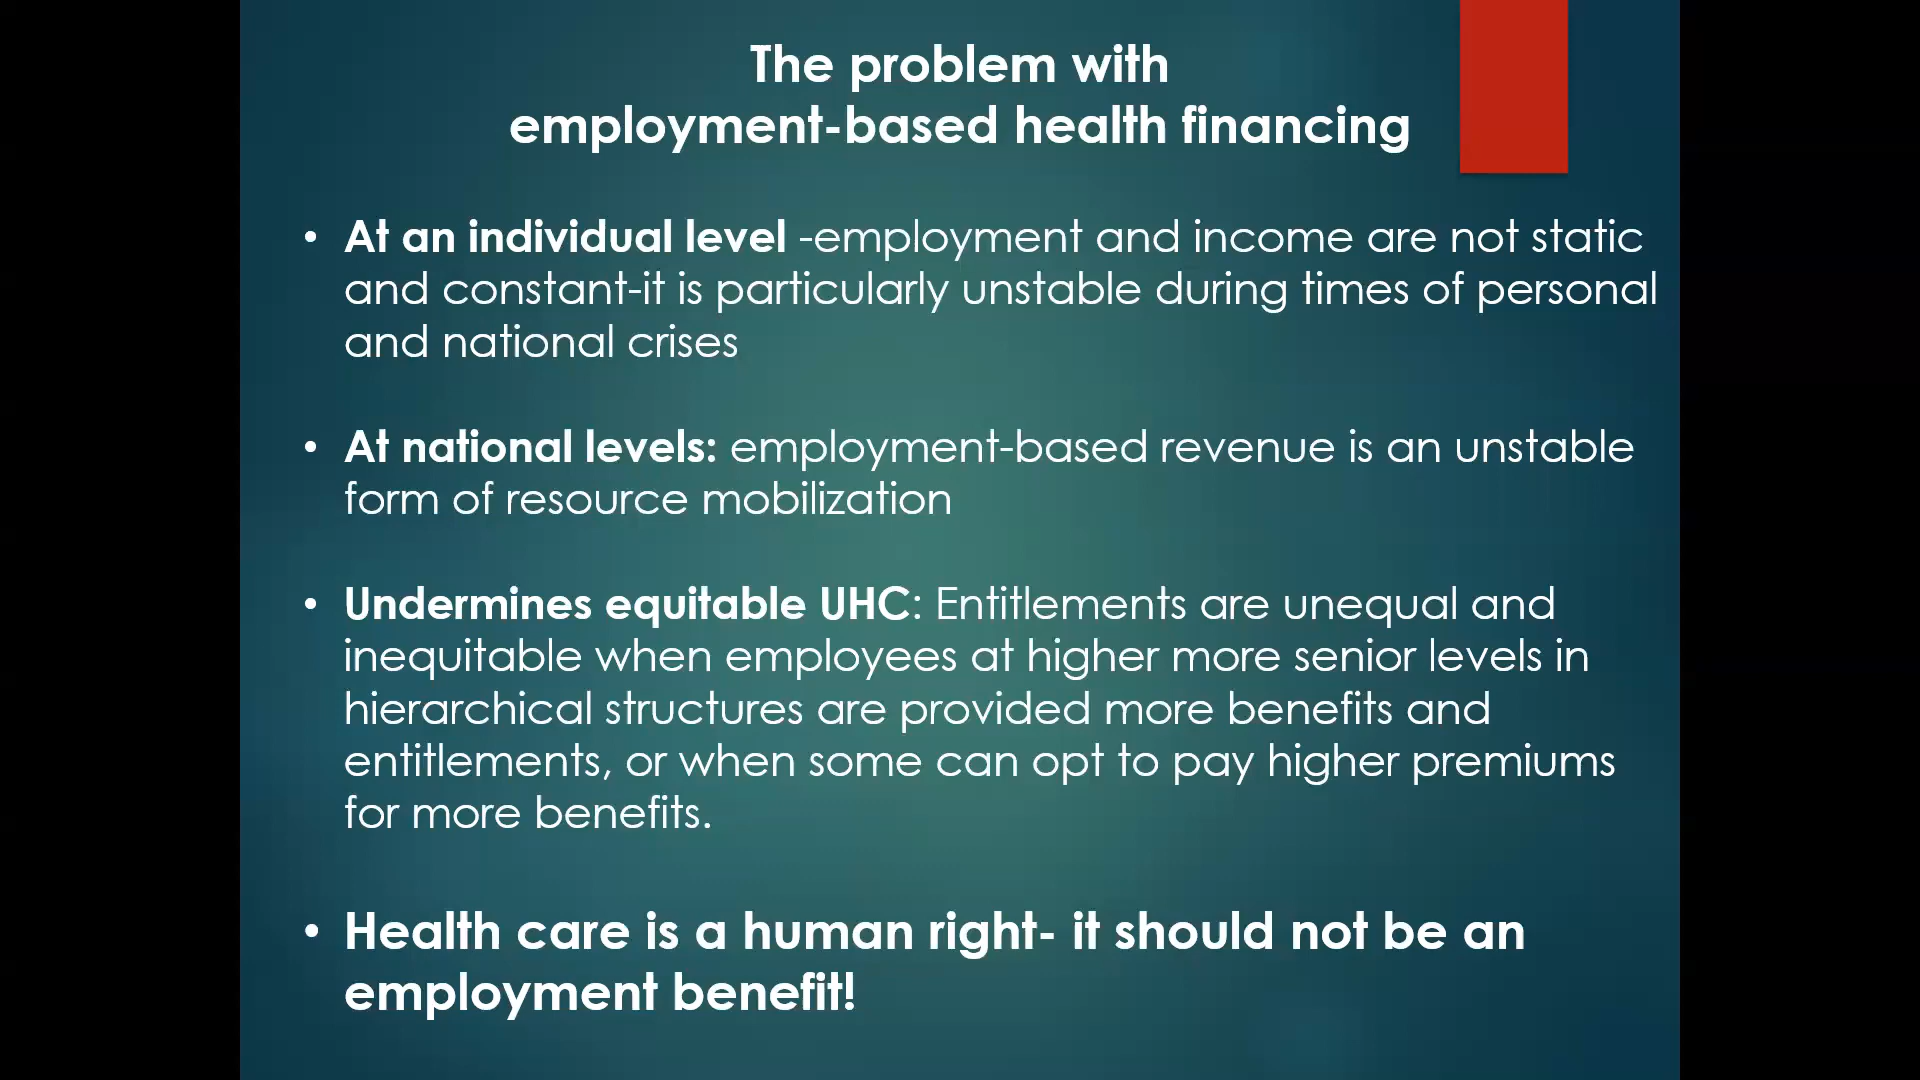 The problem with
employment-based health financing
• At an individual level -employment and income are not static
and constant-it is particularly unstable during times of personal
and national crises
• At national levels: employment-based revenue is an unstable
form of resource mobilization
• Undermines equitable UHC: Entitlements are unequal and
inequitable when employees at higher more senior levels in
hierarchical structures are provided more benefits and
entitlements, or when some can opt to pay higher premiums
for more benefits.
• Health care is a human right- it should not be an
employment benefit!